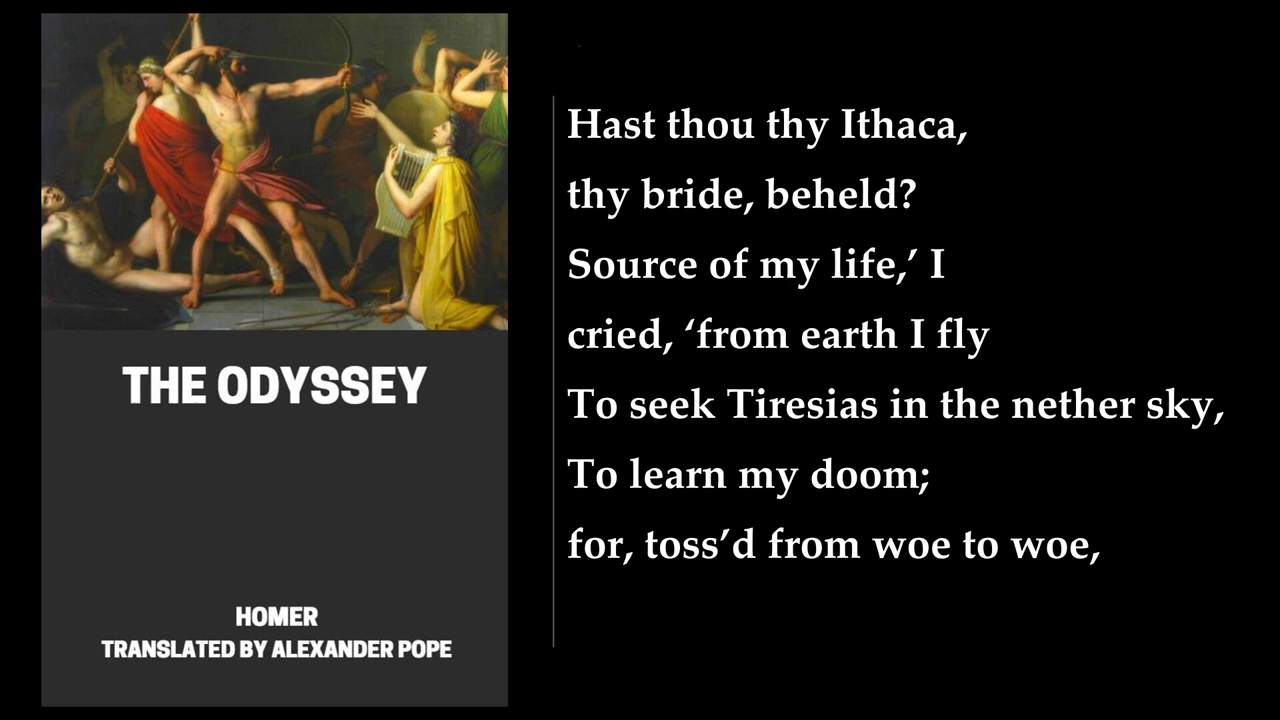 THE ODYSSEY
HOMER
TRANSLATED BY ALEXANDER POPE
Hast thou thy Ithaca,
thy bride, beheld?
Source of my life,’ I
cried, ‘from earth I fly
To seek Tiresias in the nether sky,
To learn my doom;
for, toss’d from woe to woe,